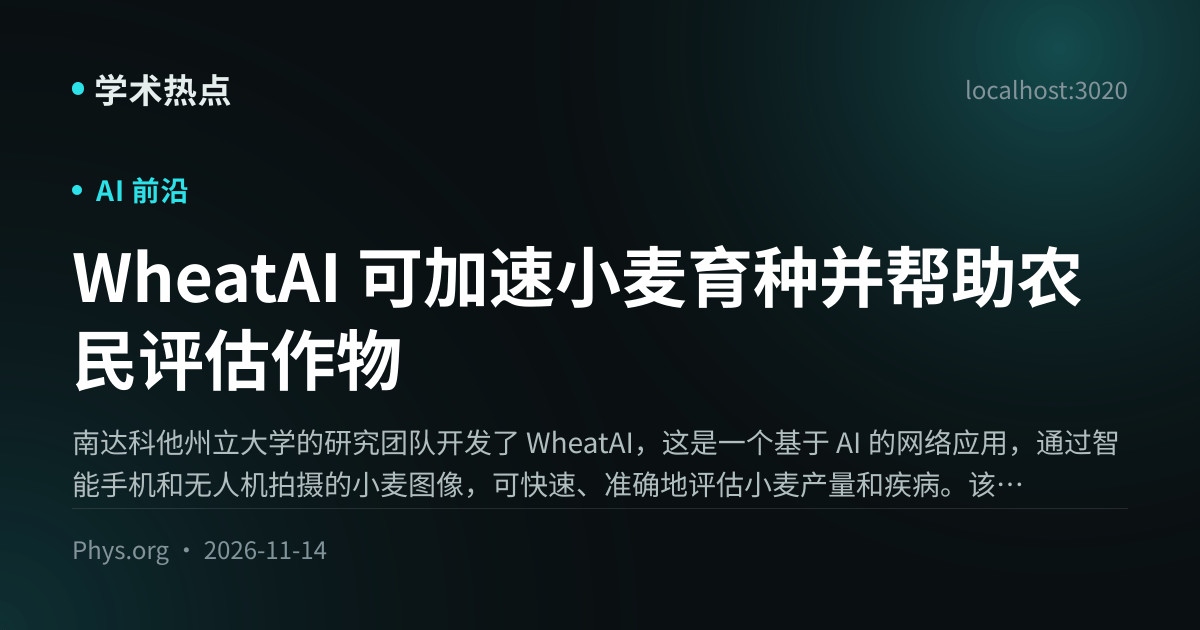 学术热点
localhost:3020
AI 前沿
WheatAI 可加速小麦育种并帮助农
民评估作物
南达科他州立大学的研究团队开发了 WheatAI，这是一个基于 AI 的网络应用，通过智
能手机和无人机拍摄的小麦图像，可快速、准确地评估小麦产量和疾病。该…
Phys.org · 2026-11-14